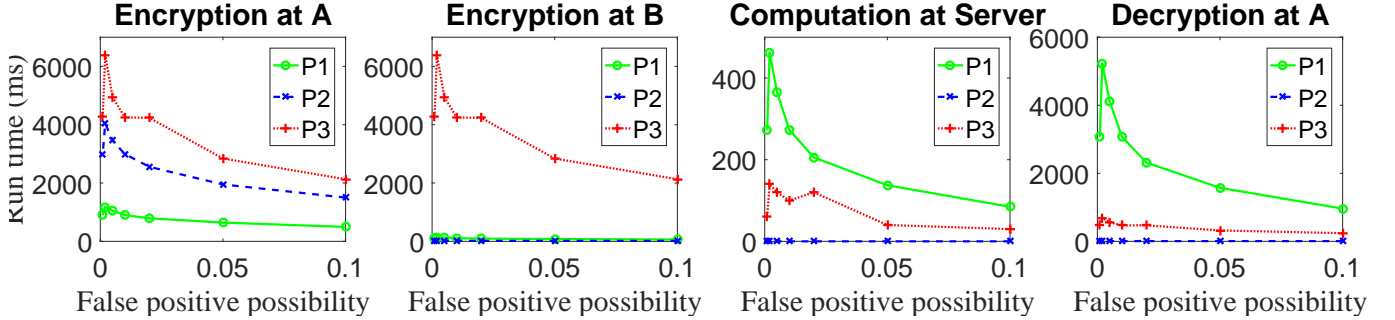 Encryption at A
Encryption at B
Computation at Server
Decryption at A
Run time (ms)
6000
4000
2000
0
0
0.05
0.1
P1
P2
P3
False positive possibility
6000
4000
2000
0
0
0.05
0.1
P1
P2
P3
False positive possibility
400
200
0
0
0.05
0.1
P1
P2
P3
False positive possibility
6000
5000
4000
3000
2000
1000
0
0
0.05
0.1
P1
P2
P3
False positive possibility